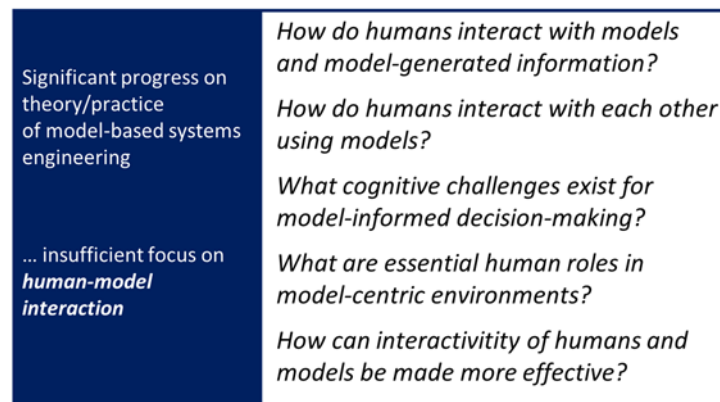 Significant progress on
theory/practice
of model-based systems
engineering
... insufficient focus on
human-model
interaction
How do humans interact with models
and model-generated information?
How do humans interact with each other
using models?
What cognitive challenges exist for
model-informed decision-making?
What are essential human roles in
model-centric environments?
How can interactivitity of humans and
models be made more effective?